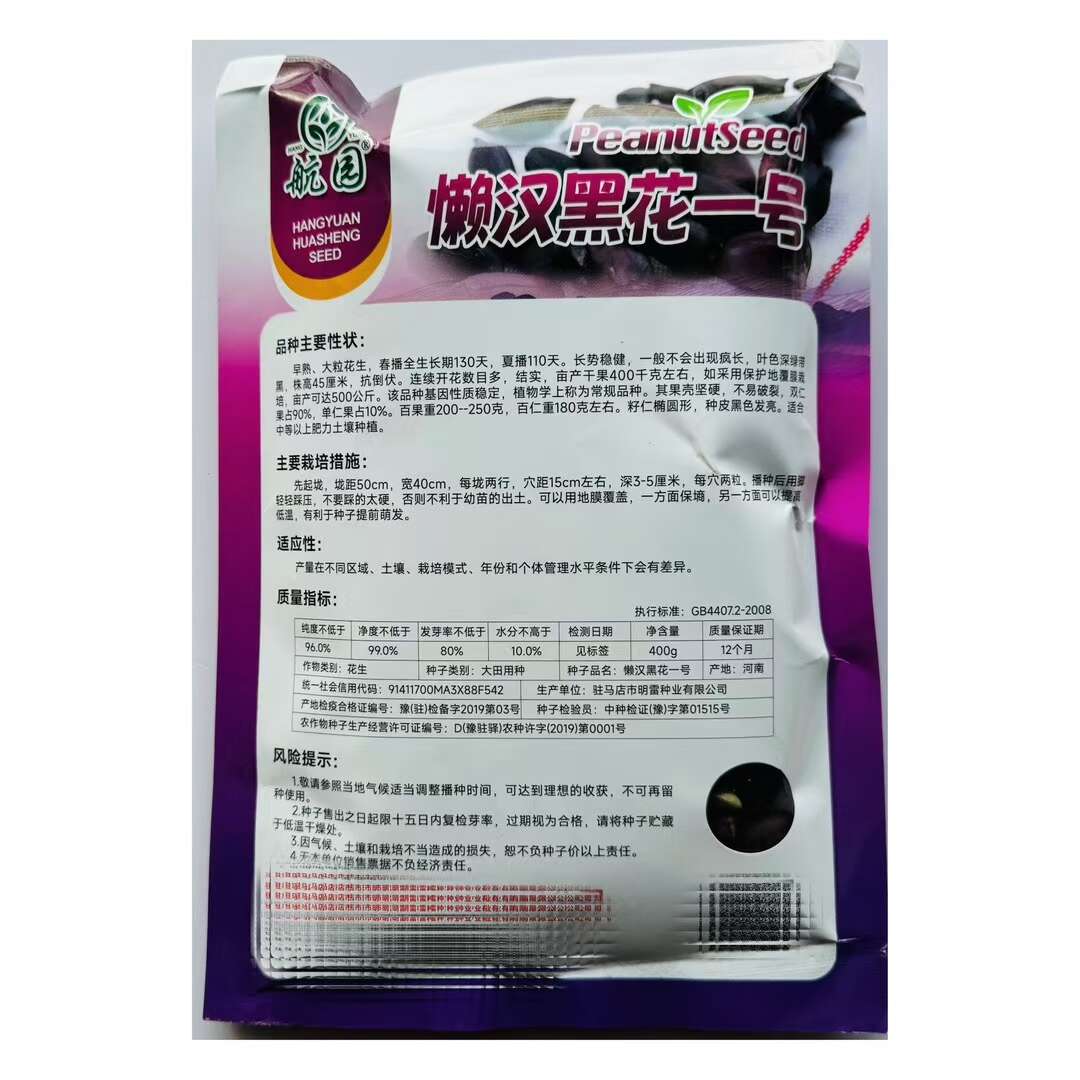 PeanutSeed
懒汉黑花一号
HANG
YUAN
®
航园
HANGYUAN
HUASHENG
SEED
品种主要性状：
早熟、大粒花生，春播全生长期130天，夏播110天。长势稳健，一般不会出现疯长，叶色深绿带
黑，株高45厘米，抗倒伏。连续开花数目多，结实，亩产干果400千克左右，如采用保护地覆膜栽
培，亩产可达500公斤。该品种基因性质稳定，植物学上称为常规品种。其果壳坚硬，不易破裂，双仁
果占90%，单仁果占10%。百果重200--250克，百仁重180克左右。籽仁椭圆形，种皮黑色发亮。适合
中等以上肥力土壤种植。
主要栽培措施：
先起垅，垅距50cm，宽40cm，每垅两行，穴距15cm左右，深3-5厘米，每穴两粒。播种后用脚
轻轻踩压，不要踩的太硬，否则不利于幼苗的出土。可以用地膜覆盖，一方面保墒，另一方面可以提高
低温，有利于种子提前萌发。
适应性：
产量在不同区域、土壤、栽培模式、年份和个体管理水平条件下会有差异。
质量指标：
执行标准：GB4407.2-2008
纯度不低于 净度不低于 发芽率不低于 水分不高于 检测日期 净含量 质量保证期
96.0% 99.0% 80% 10.0% 见标签 400g 12个月
作物类别：花生 种子类别：大田用种 种子品名：懒汉黑花一号 产地：河南
统一社会信用代码：91411700MA3X88F542 生产单位：驻马店市明雷种业有限公司
产地检疫合格证编号：豫(驻)检备字2019第03号 种子检验员：中种检证(豫)字第01515号
农作物种子生产经营许可证编号：D(豫驻驿)农种许字(2019)第0001号
风险提示：
1.敬请参照当地气候适当调整播种时间，可达到理想的收获，不可再留
种使用。
2.种子售出之日起限十五日内复检芽率，过期视为合格，请将种子贮藏
于低温干燥处。
3.因气候、土壤和栽培不当造成的损失，恕不负种子价以上责任。
4.无本单位销售票据不负经济责任。